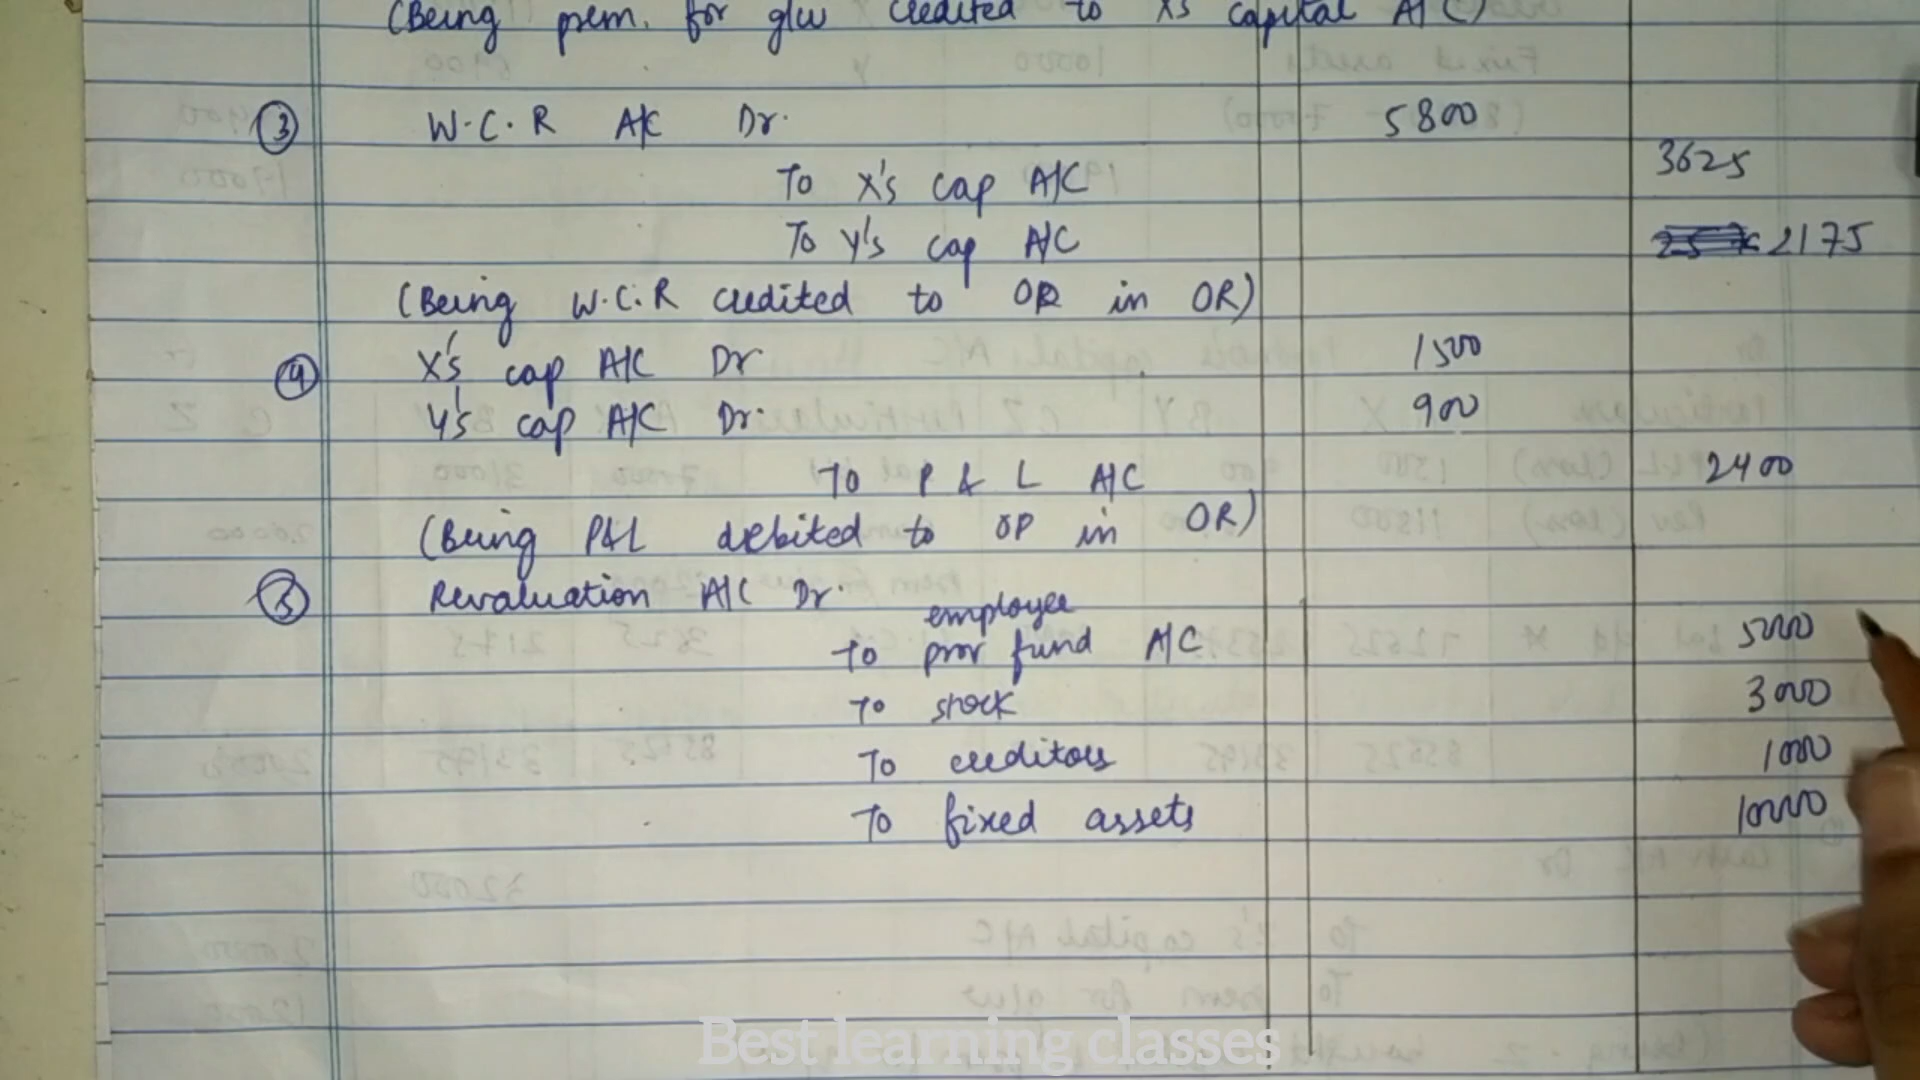 (Being prem. for glw credited to X's capital A/C)
③ W.C.R A/C Dr. 5800
To X's cap A/C 3625
To Y's cap A/C 2175
(Being W.C.R credited to OP in OR)
④ X's cap A/C Dr 1500
Y's cap A/C Dr. 900
To P & L A/C 2400
(Being P&L debited to OP in OR)
⑤ Revaluation A/C Dr.
employee
To prov fund A/C 5000
To stock 3000
To creditors 1000
To fixed assets 10000
Best learning classes